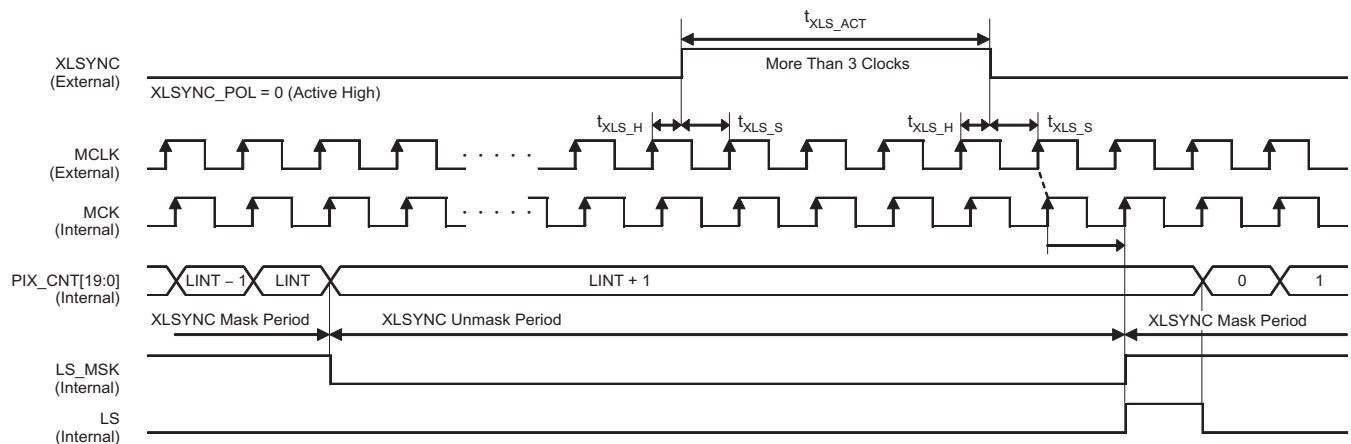 tXLS_ACT
XLSYNC
(External)
More Than 3 Clocks
XLSYNC_POL = 0 (Active High)
tXLS_H
tXLS_S
tXLS_H
tXLS_S
MCLK
(External)
MCK
(Internal)
PIX_CNT[19:0]
(Internal)
LINT – 1
LINT
LINT + 1
0
1
XLSYNC Mask Period
XLSYNC Unmask Period
XLSYNC Mask Period
LS_MSK
(Internal)
LS
(Internal)